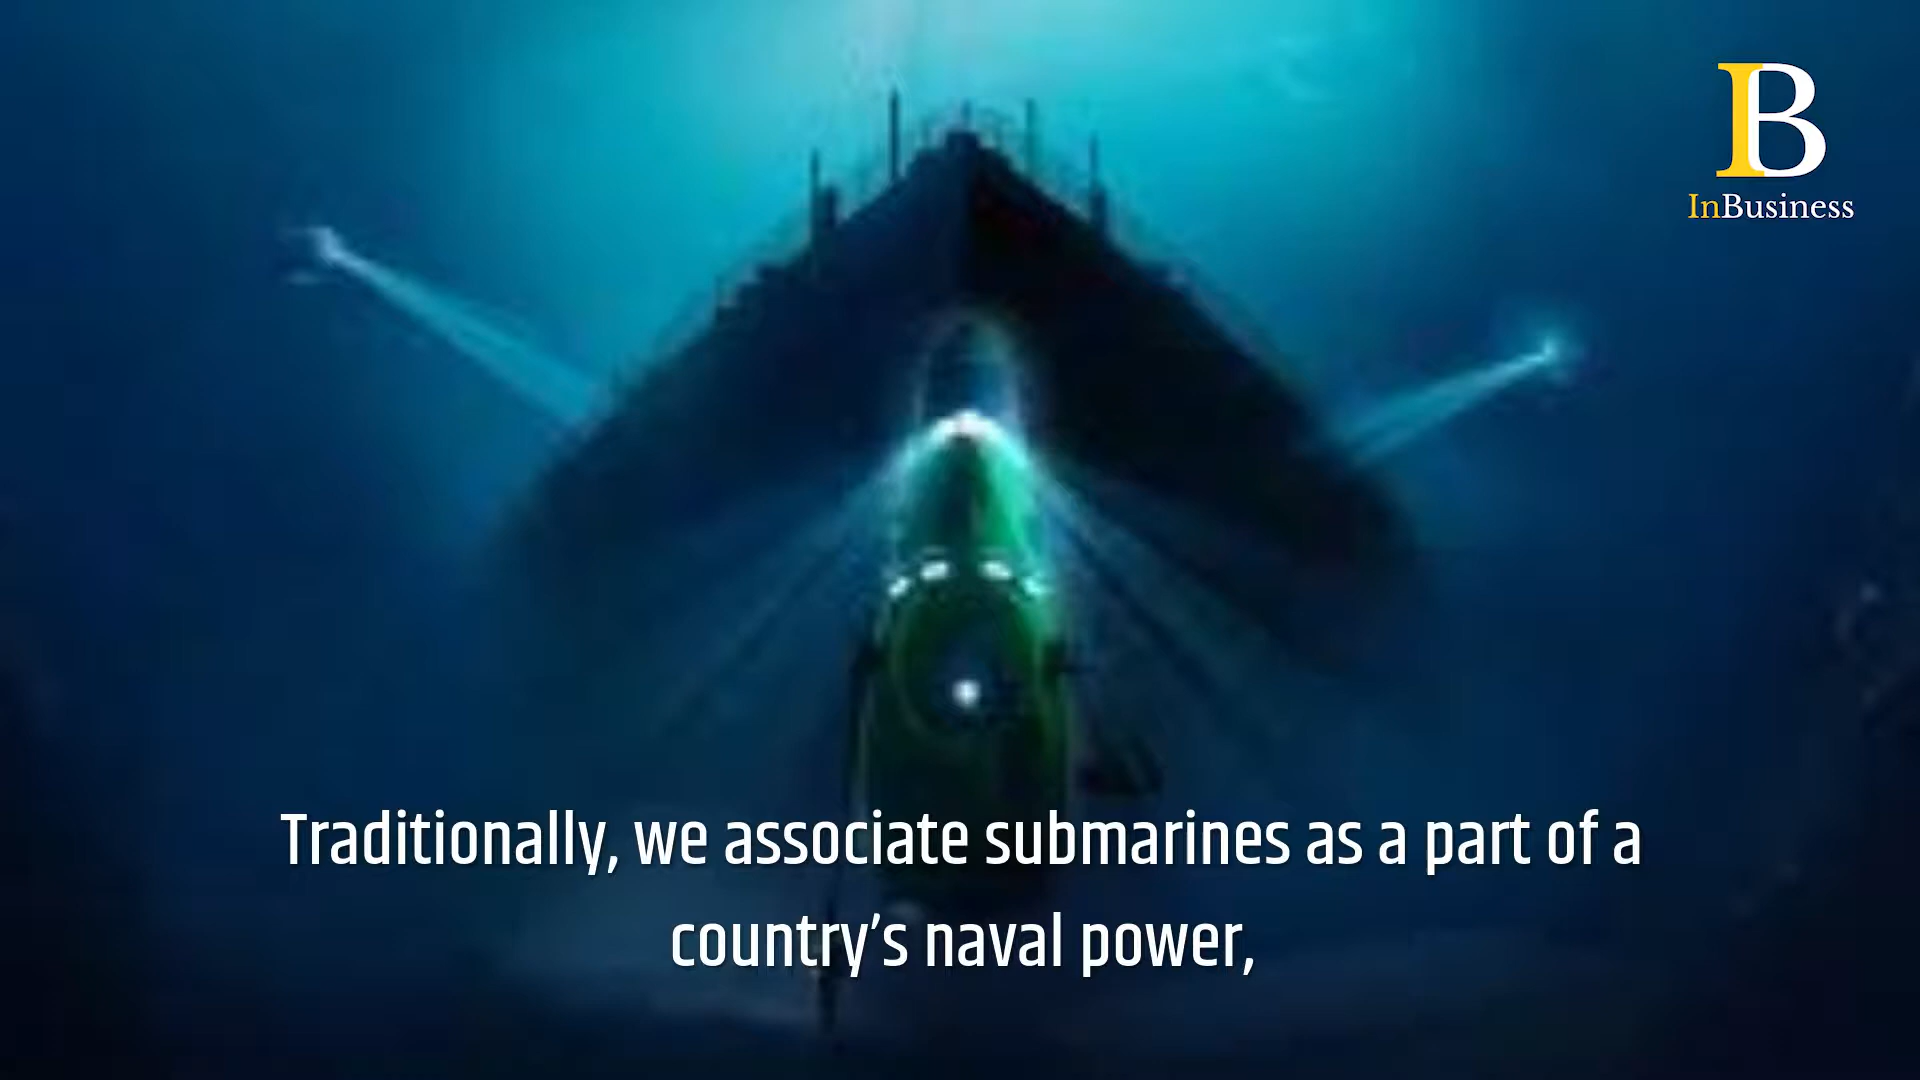 IB
InBusiness
Traditionally, we associate submarines as a part of a
country’s naval power,